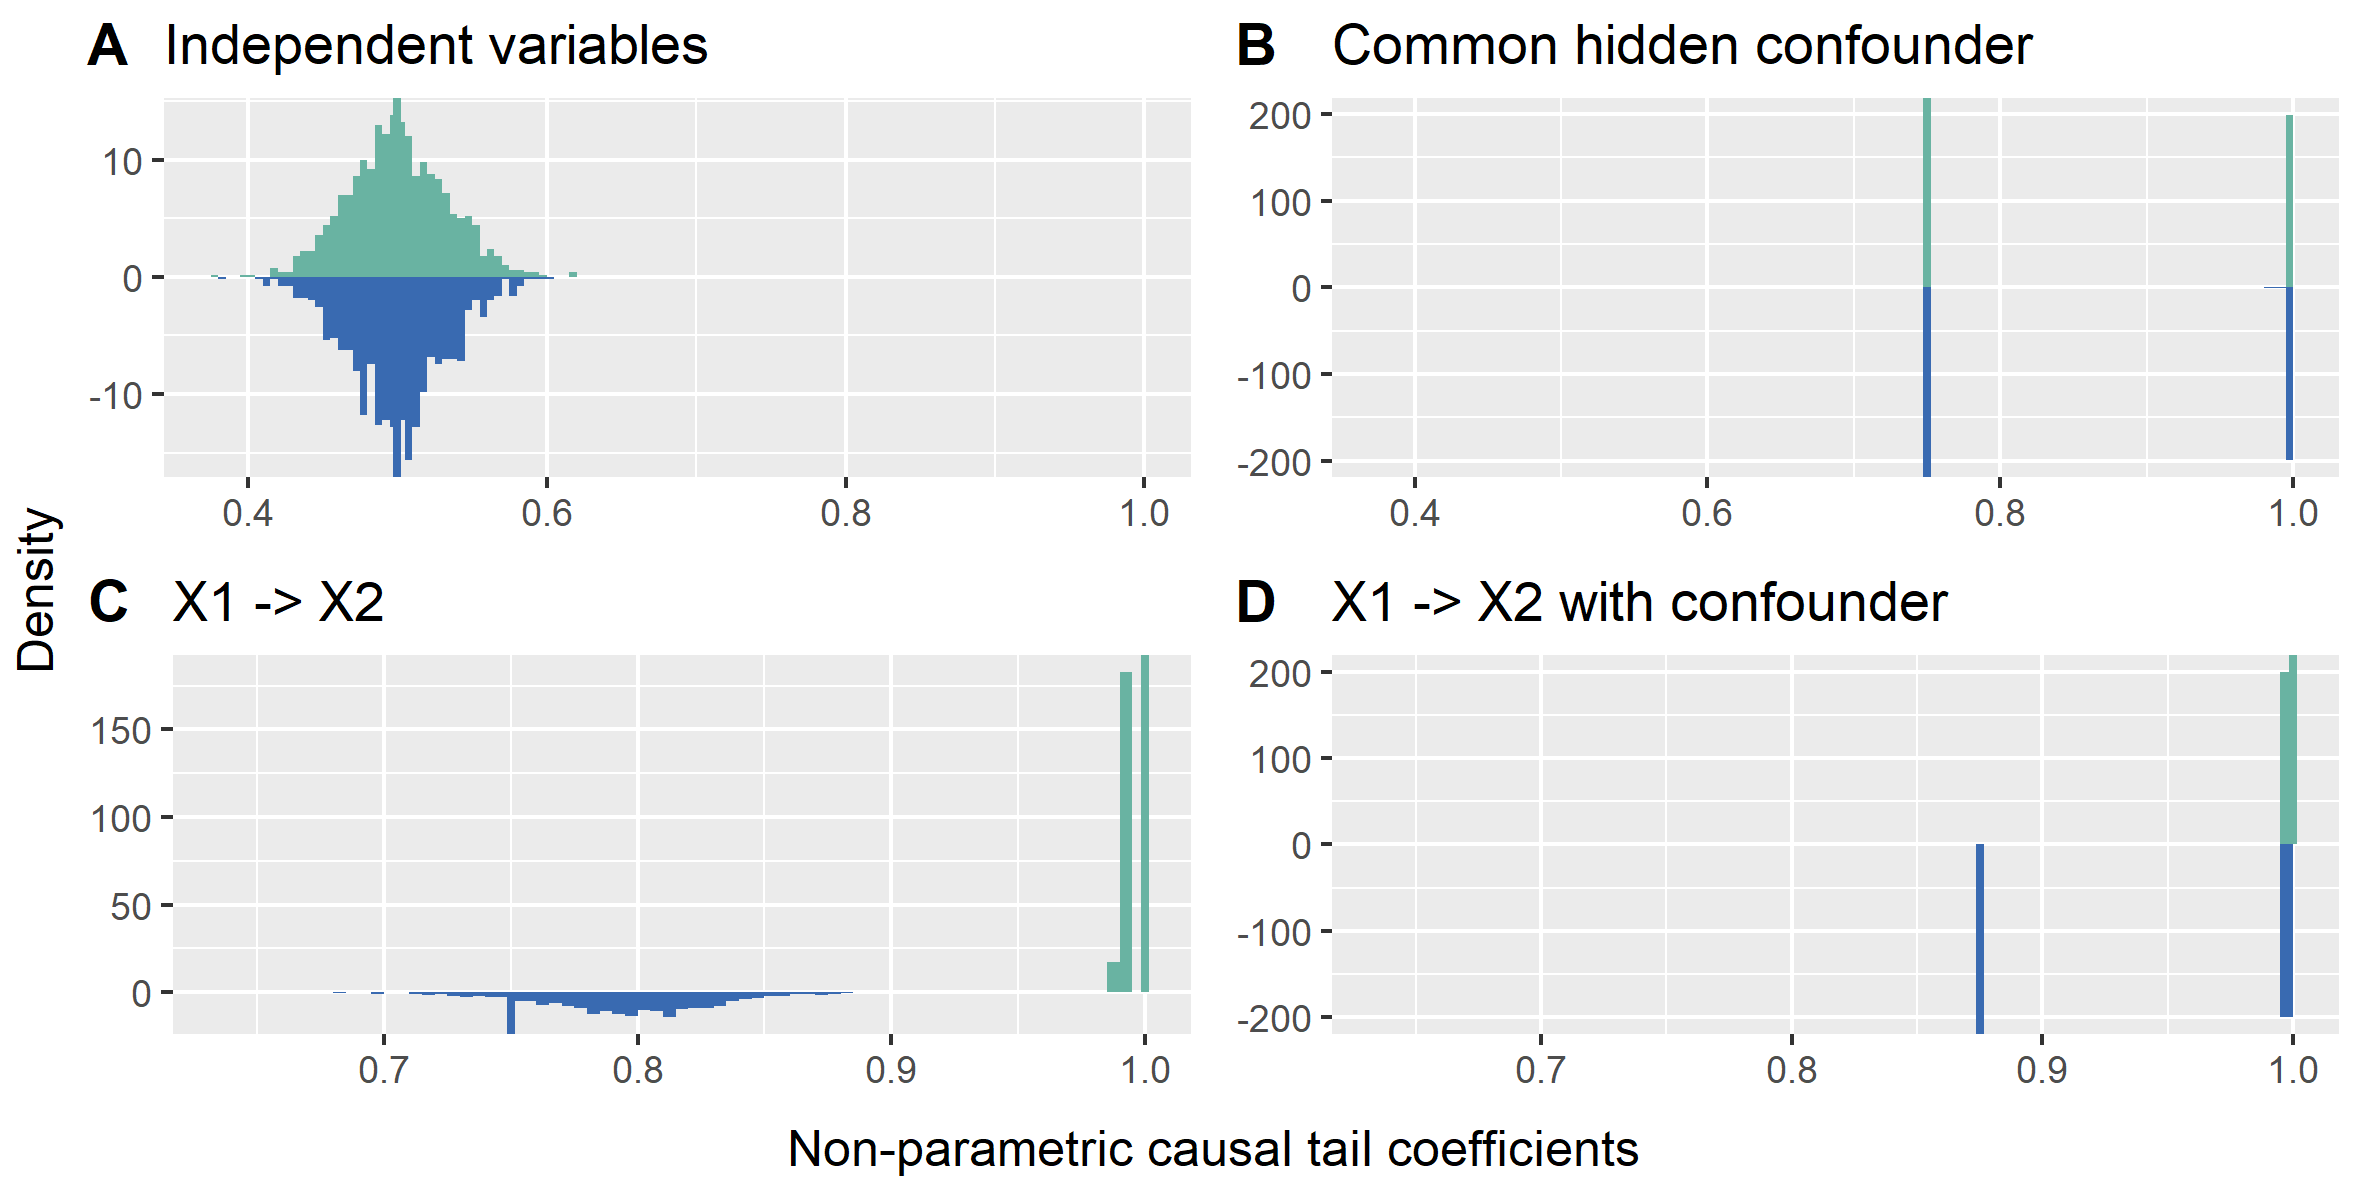 A Independent variables
10
0
-10
0.4 0.6 0.8 1.0
B Common hidden confounder
200
100
0
-100
-200
0.4 0.6 0.8 1.0
Density
C X1 -> X2
150
100
50
0
0.7 0.8 0.9 1.0
D X1 -> X2 with confounder
200
100
0
-100
-200
0.7 0.8 0.9 1.0
Non-parametric causal tail coefficients